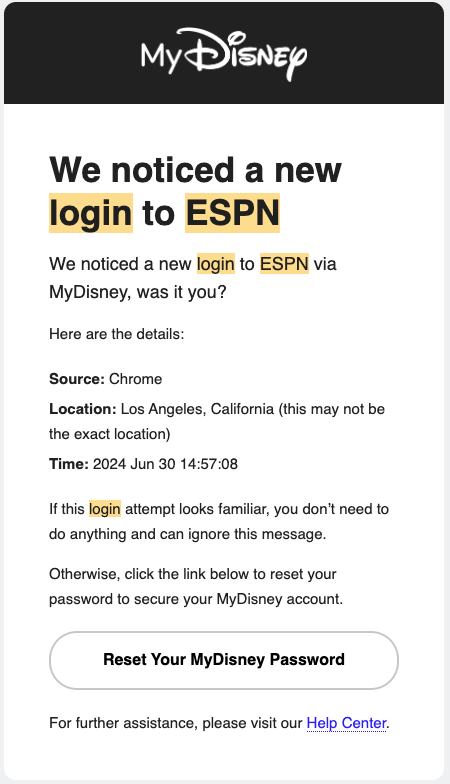 My Disney
We noticed a new
login to ESPN
We noticed a new login to ESPN via
MyDisney, was it you?
Here are the details:
Source: Chrome
Location: Los Angeles, California (this may not be
the exact location)
Time: 2024 Jun 30 14:57:08
If this login attempt looks familiar, you don’t need to
do anything and can ignore this message.
Otherwise, click the link below to reset your
password to secure your MyDisney account.
Reset Your MyDisney Password
For further assistance, please visit our Help Center.